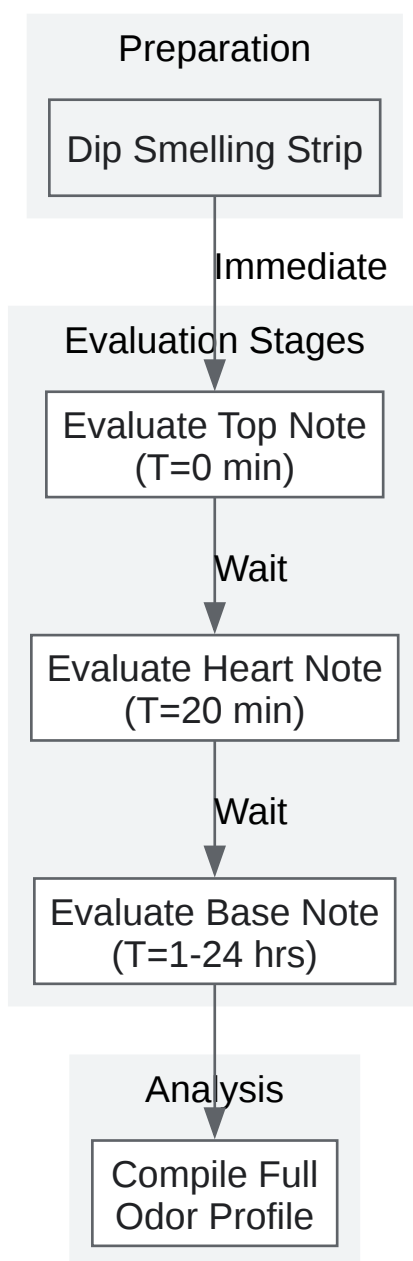 Preparation
Dip Smelling Strip
Immediate
Evaluation Stages
Evaluate Top Note
(T=0 min)
Wait
Evaluate Heart Note
(T=20 min)
Wait
Evaluate Base Note
(T=1-24 hrs)
Analysis
Compile Full
Odor Profile